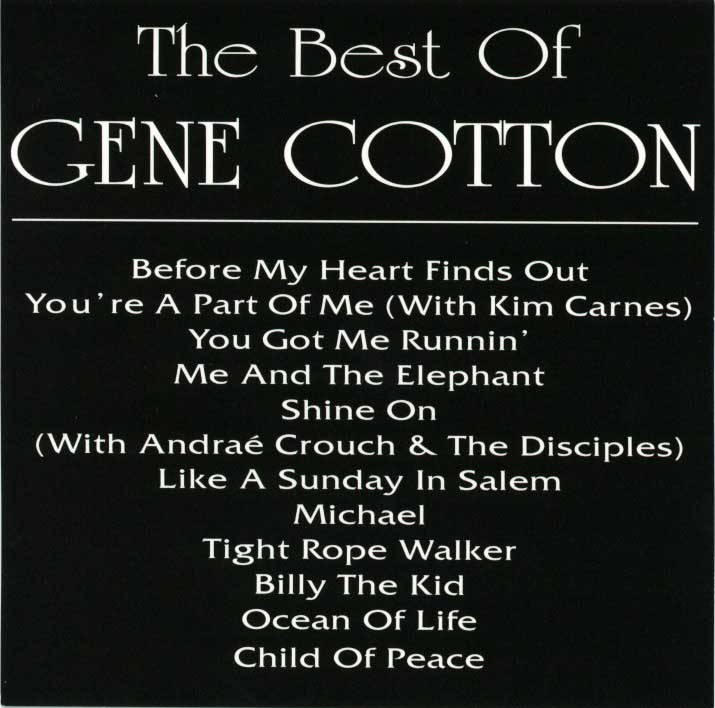 The Best Of
GENE COTTON
Before My Heart Finds Out
You're A Part Of Me (With Kim Carnes)
You Got Me Runnin'
Me And The Elephant
Shine On
(With Andraé Crouch & The Disciples)
Like A Sunday In Salem
Michael
Tight Rope Walker
Billy The Kid
Ocean Of Life
Child Of Peace